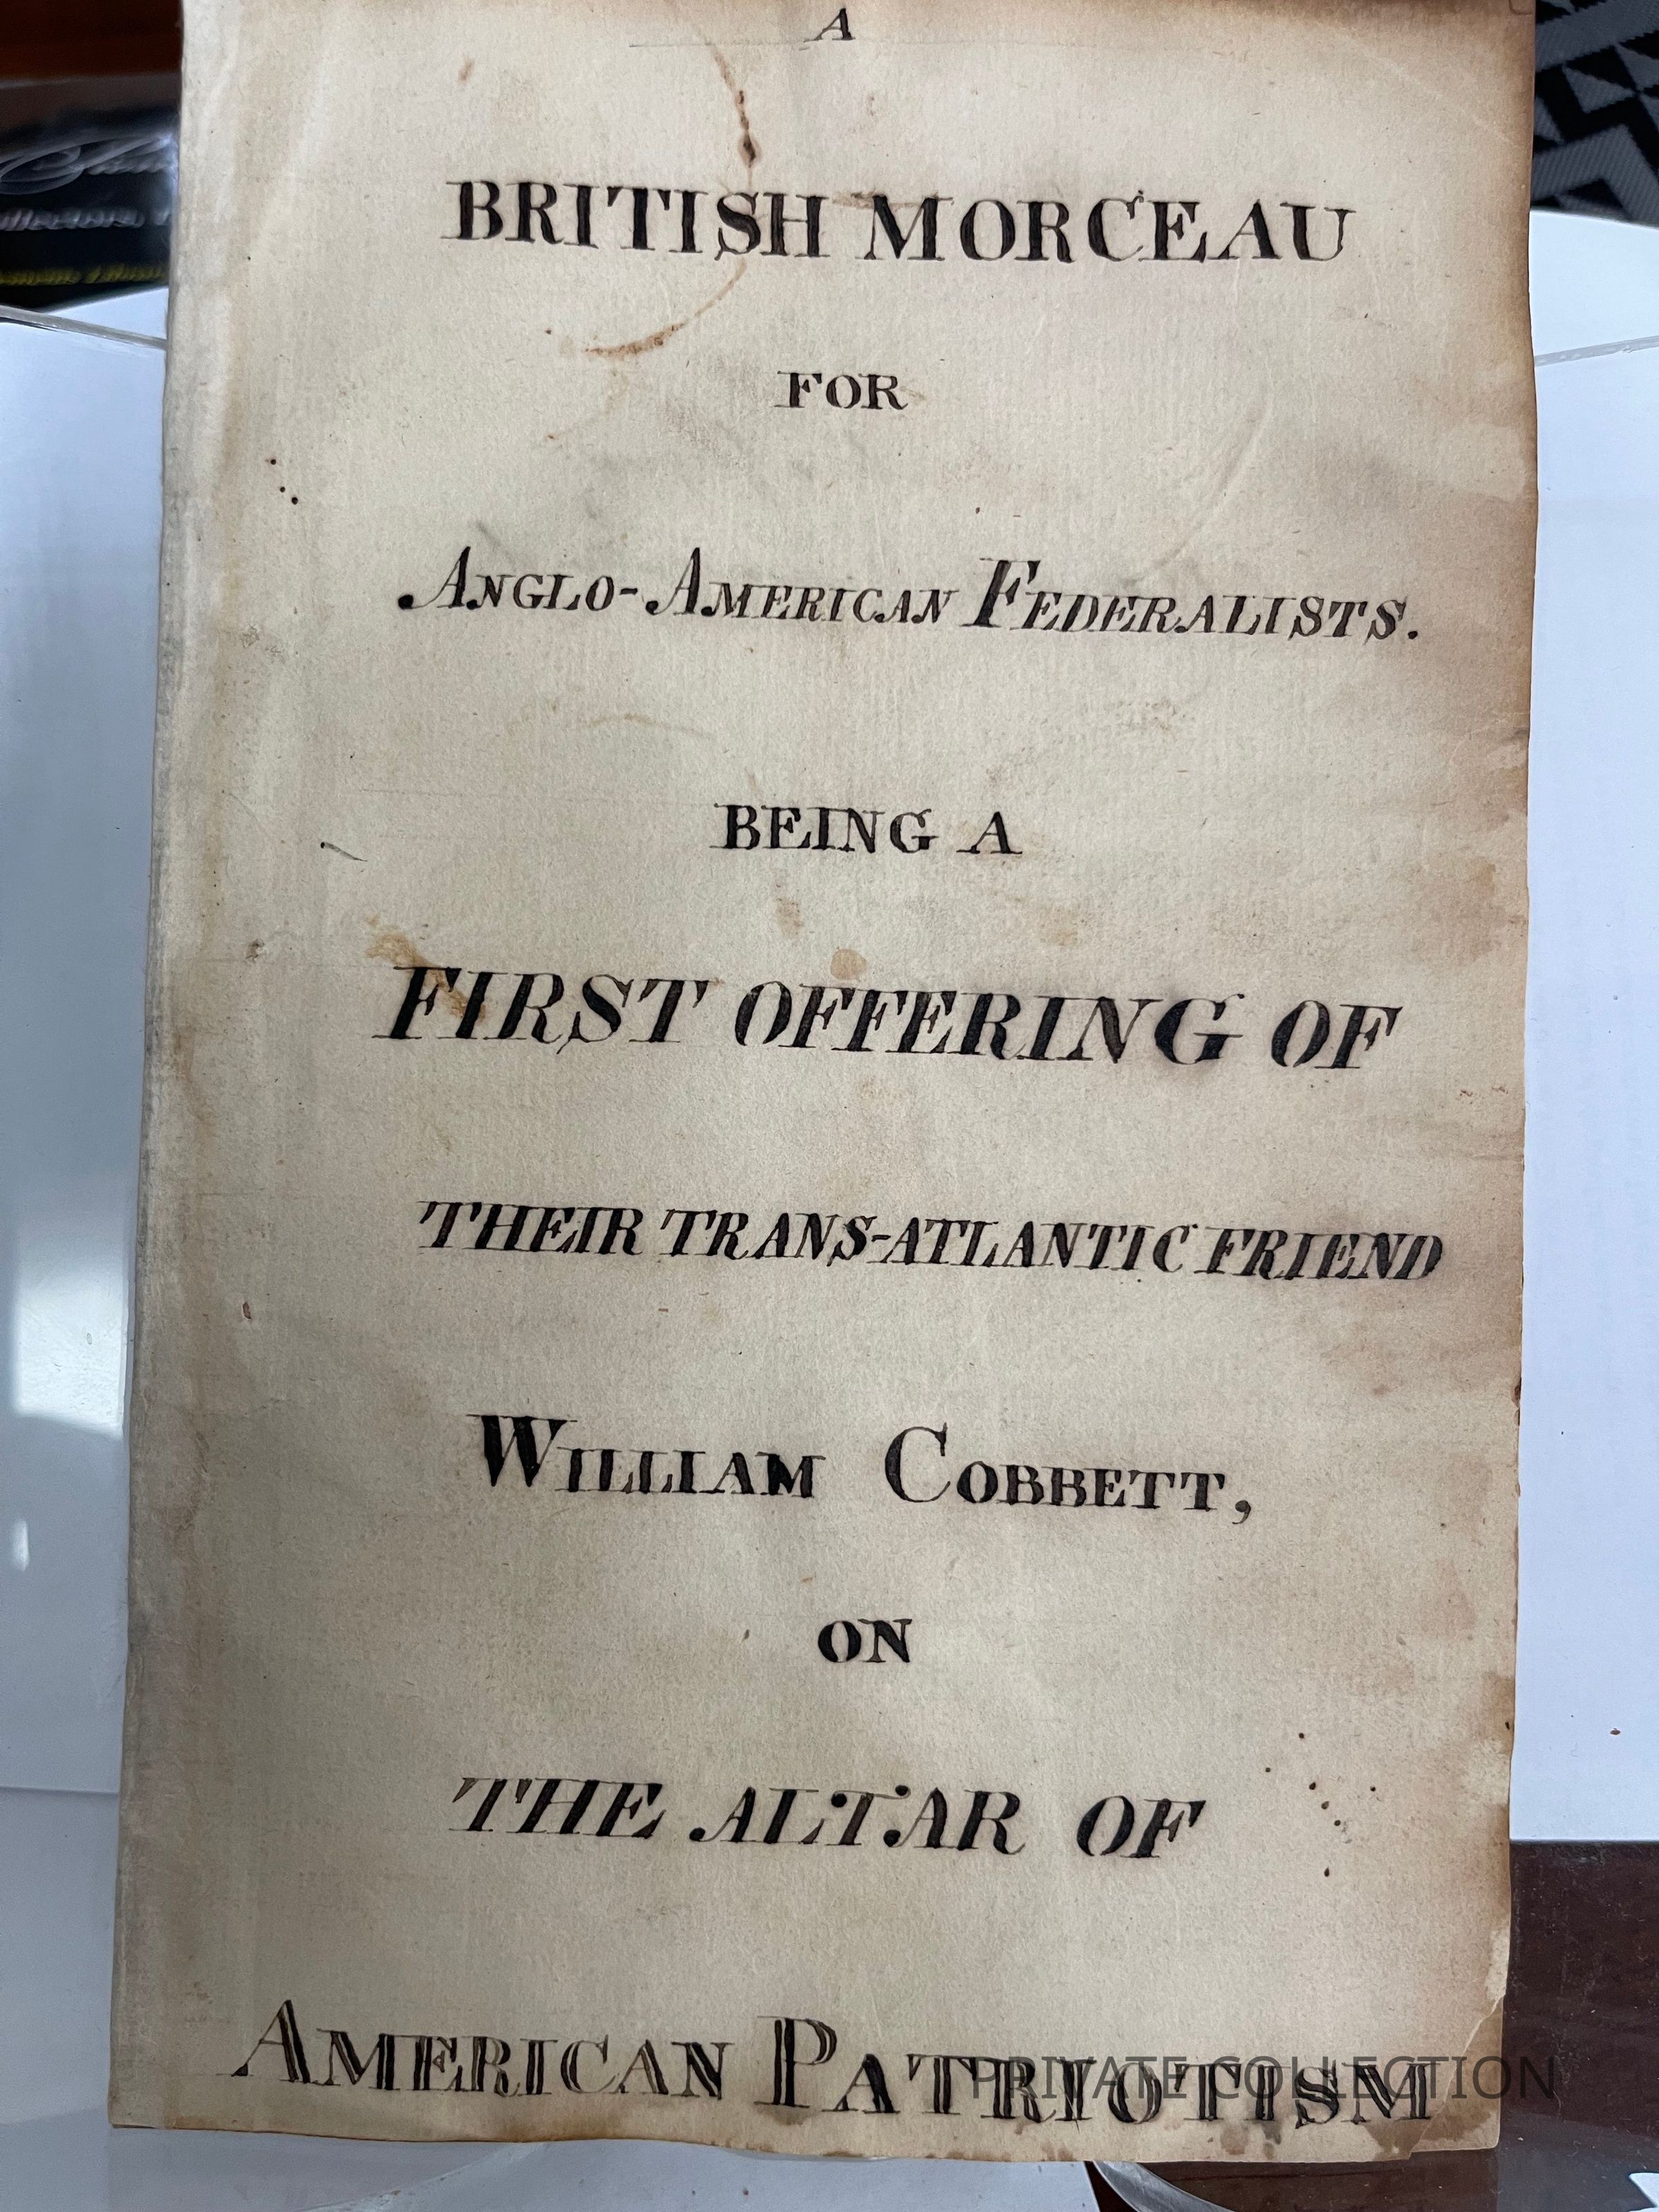 A
BRITISH MORCEAU
FOR
ANGLO-AMERICAN FEDERALISTS.
BEING A
FIRST OFFERING OF
THEIR TRANS-ATLANTIC FRIEND
WILLIAM COBBETT,
ON
THE ALTAR OF
AMERICAN PATRIOTISM
PRIVATE COLLECTION